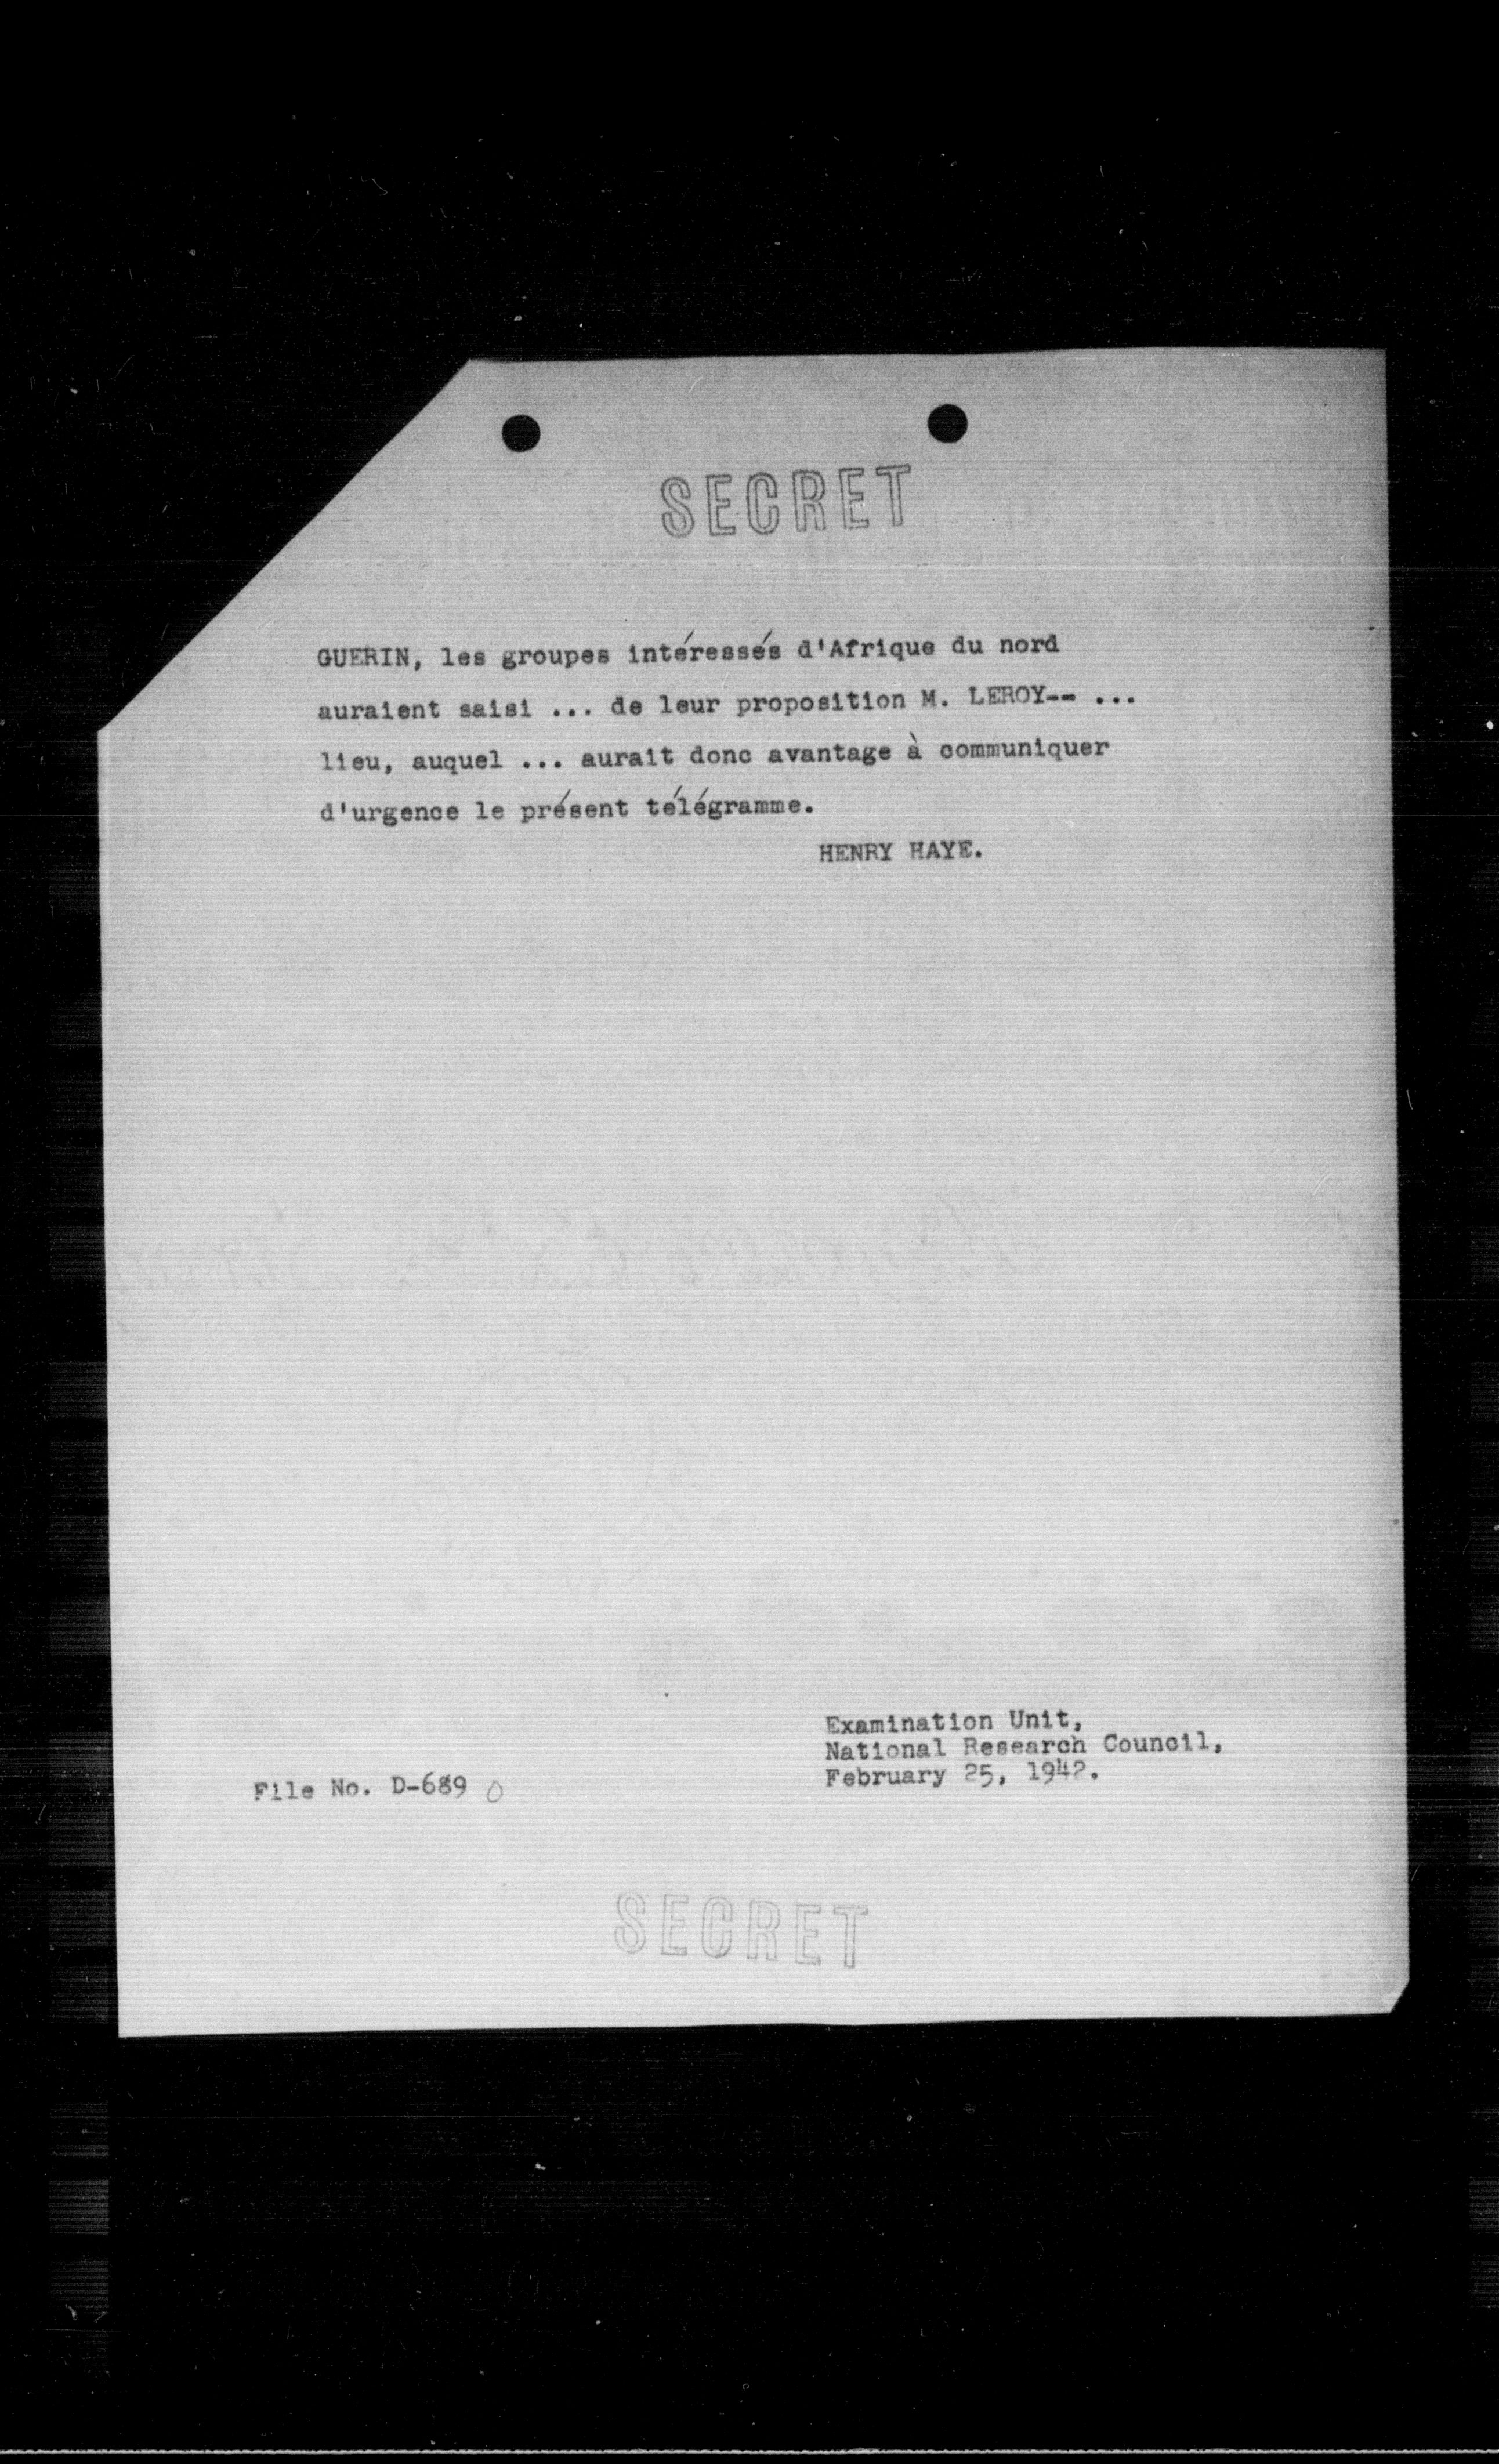 SECRET
GUERIN, les groupes intéressés d'Afrique du nord
auraient saisi ... de leur proposition M. LEROY-- ...
lieu, auquel ... aurait donc avantage à communiquer
d'urgence le présent télégramme.
HENRY HAYE.
Examination Unit,
National Research Council,
February 25, 1942.
File No. D-689 0
SECRET